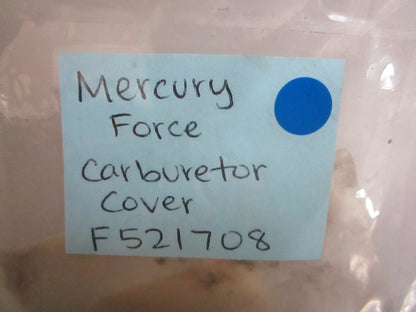 Mercury
Force
Carburetor
Cover
F521708